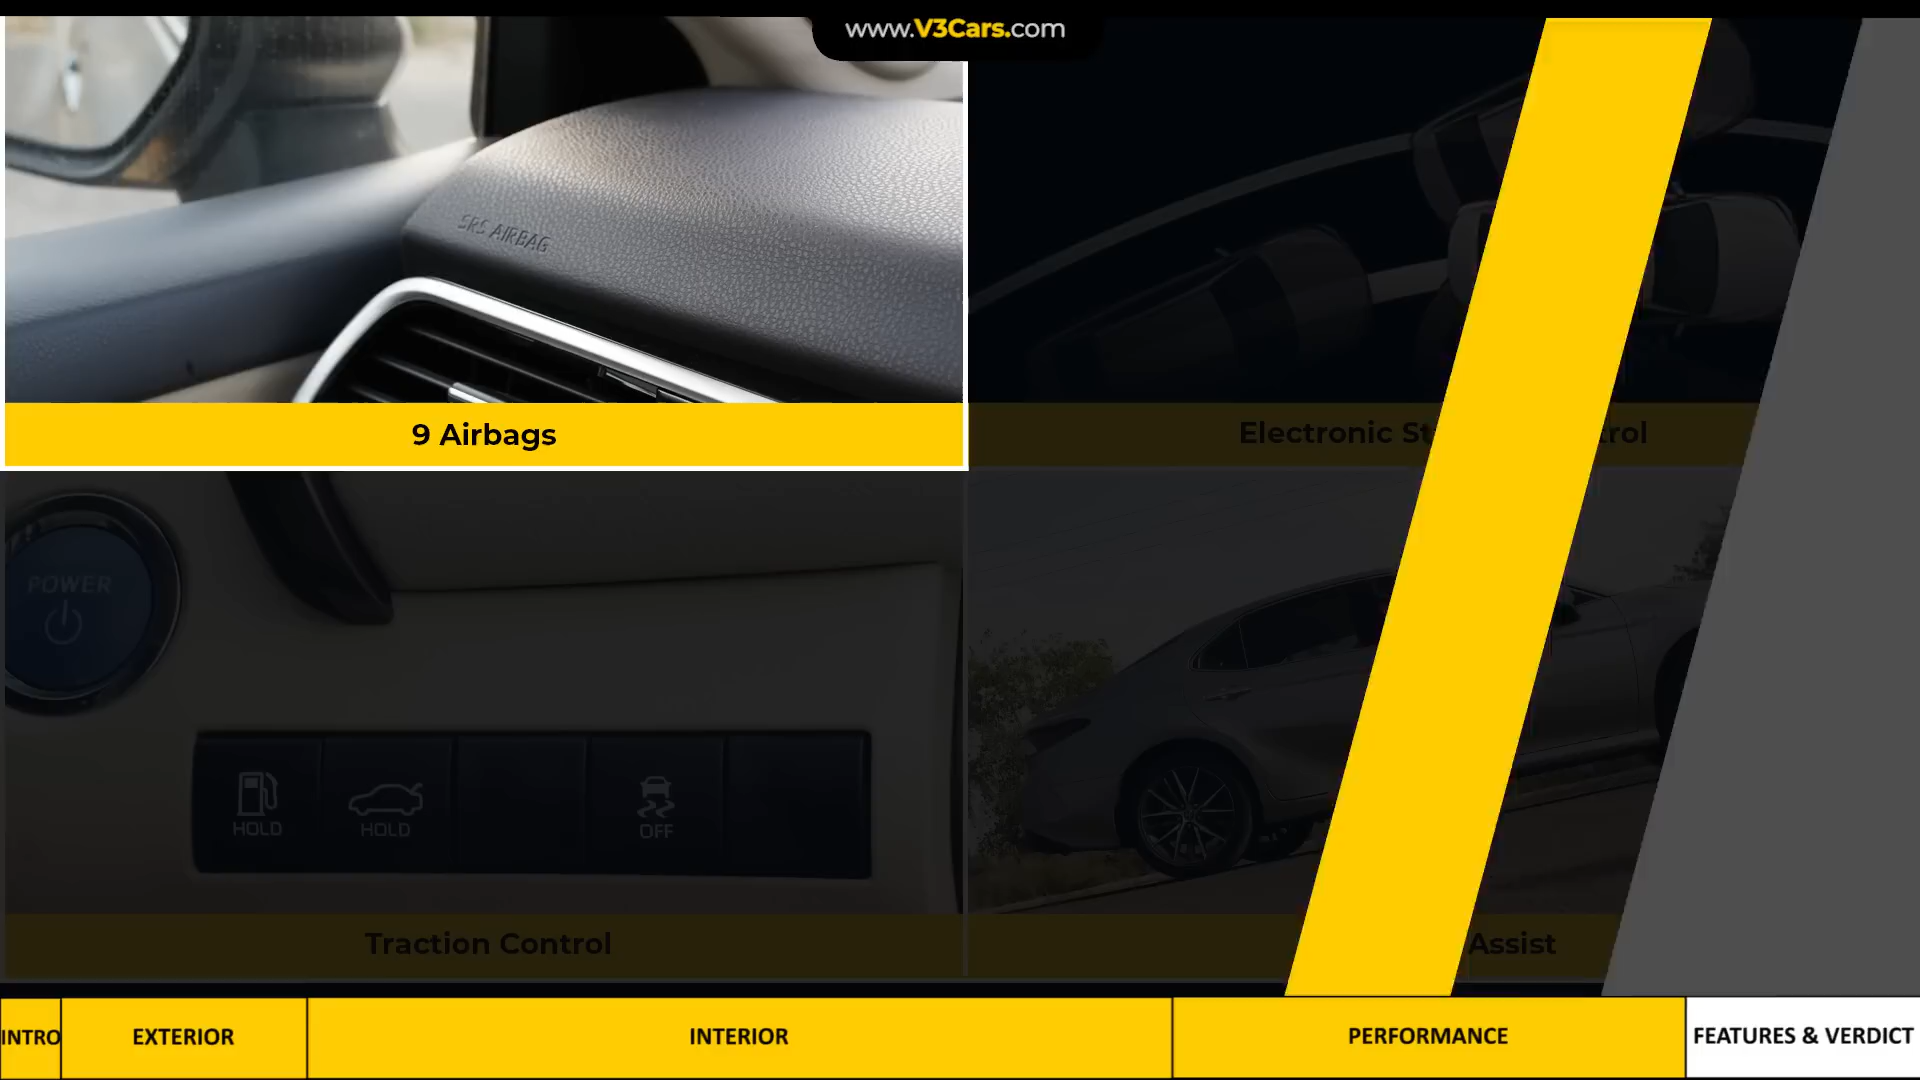 www.V3Cars.com
SRS AIRBAG
9 Airbags
Electronic St trol
POWER
HOLD
HOLD
OFF
Traction Control
Assist
INTRO
EXTERIOR
INTERIOR
PERFORMANCE
FEATURES & VERDICT